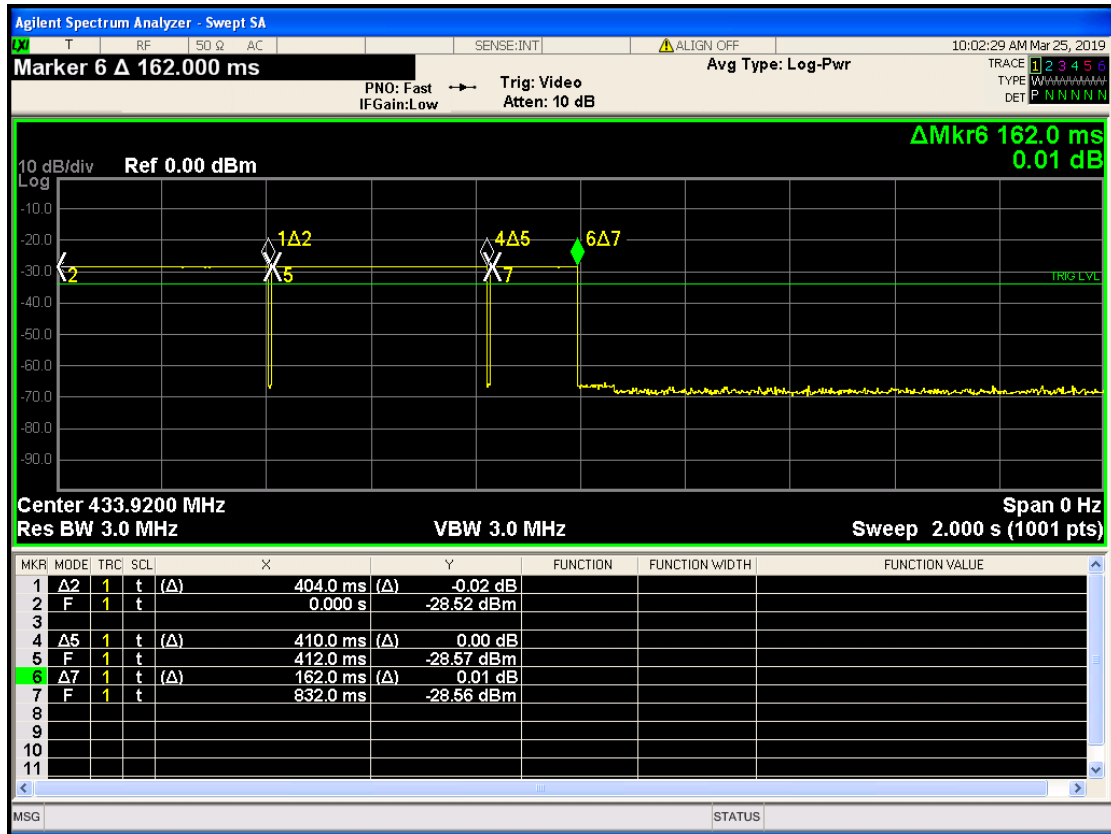 Agilent Spectrum Analyzer - Swept SA
LXI T RF 50 Ω AC SENSE:INT ALIGN OFF 10:02:29 AM Mar 25, 2019
Marker 6 Δ 162.000 ms
PNO: Fast
IFGain:Low
Trig: Video
Atten: 10 dB
Avg Type: Log-Pwr
TRACE 1 2 3 4 5 6
TYPE WWWWWW
DET P N N N N N
ΔMkr6 162.0 ms
0.01 dB
10 dB/div Ref 0.00 dBm
Log
-10.0
-20.0
-30.0
-40.0
-50.0
-60.0
-70.0
-80.0
-90.0
1Δ2
4Δ5
6Δ7
2
5
7
TRIG LVL
Center 433.9200 MHz Span 0 Hz
Res BW 3.0 MHz VBW 3.0 MHz Sweep 2.000 s (1001 pts)
MKR MODE TRC SCL X Y FUNCTION FUNCTION WIDTH FUNCTION VALUE
1 Δ2 1 t (Δ) 404.0 ms (Δ) -0.02 dB
2 F 1 t 0.000 s -28.52 dBm
3
4 Δ5 1 t (Δ) 410.0 ms (Δ) 0.00 dB
5 F 1 t 412.0 ms -28.57 dBm
6 Δ7 1 t (Δ) 162.0 ms (Δ) 0.01 dB
7 F 1 t 832.0 ms -28.56 dBm
8
9
10
11
MSG STATUS